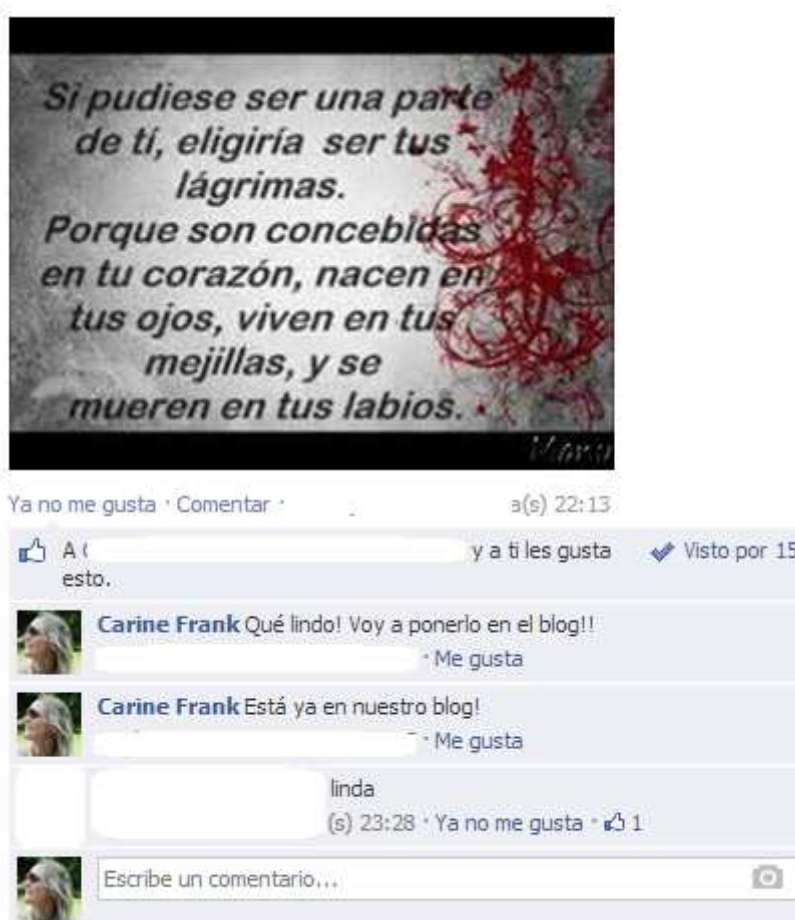 Si pudiese ser una parte
de tí, eligiría ser tus
lágrimas.
Porque son concebidas
en tu corazón, nacen en
tus ojos, viven en tus
mejillas, y se
mueren en tus labios.
Ya no me gusta · Comentar · a(s) 22:13
A y a ti les gusta
esto.
Visto por 15
Carine Frank Qué lindo! Voy a ponerlo en el blog!!
· Me gusta
Carine Frank Está ya en nuestro blog!
· Me gusta
linda
(s) 23:28 · Ya no me gusta · 1
Escribe un comentario...